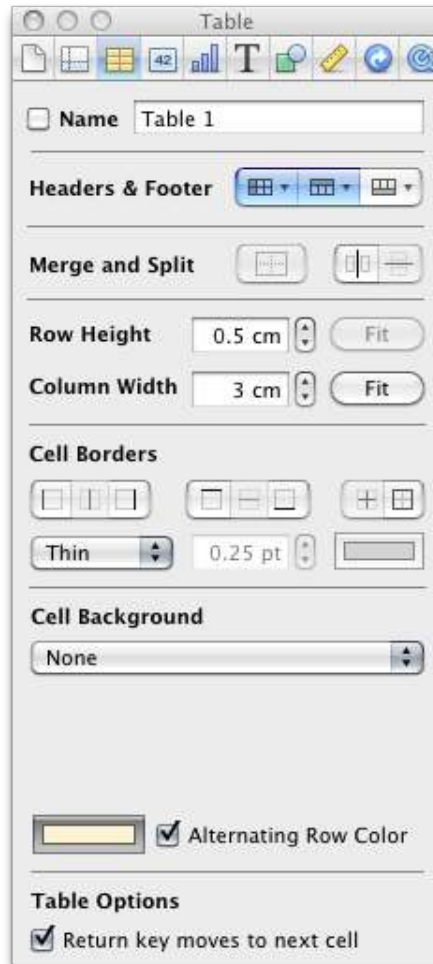 Table
42
T
Name Table 1
Headers & Footer
Merge and Split
Row Height 0.5 cm Fit
Column Width 3 cm Fit
Cell Borders
Thin 0.25 pt
Cell Background
None
Alternating Row Color
Table Options
Return key moves to next cell